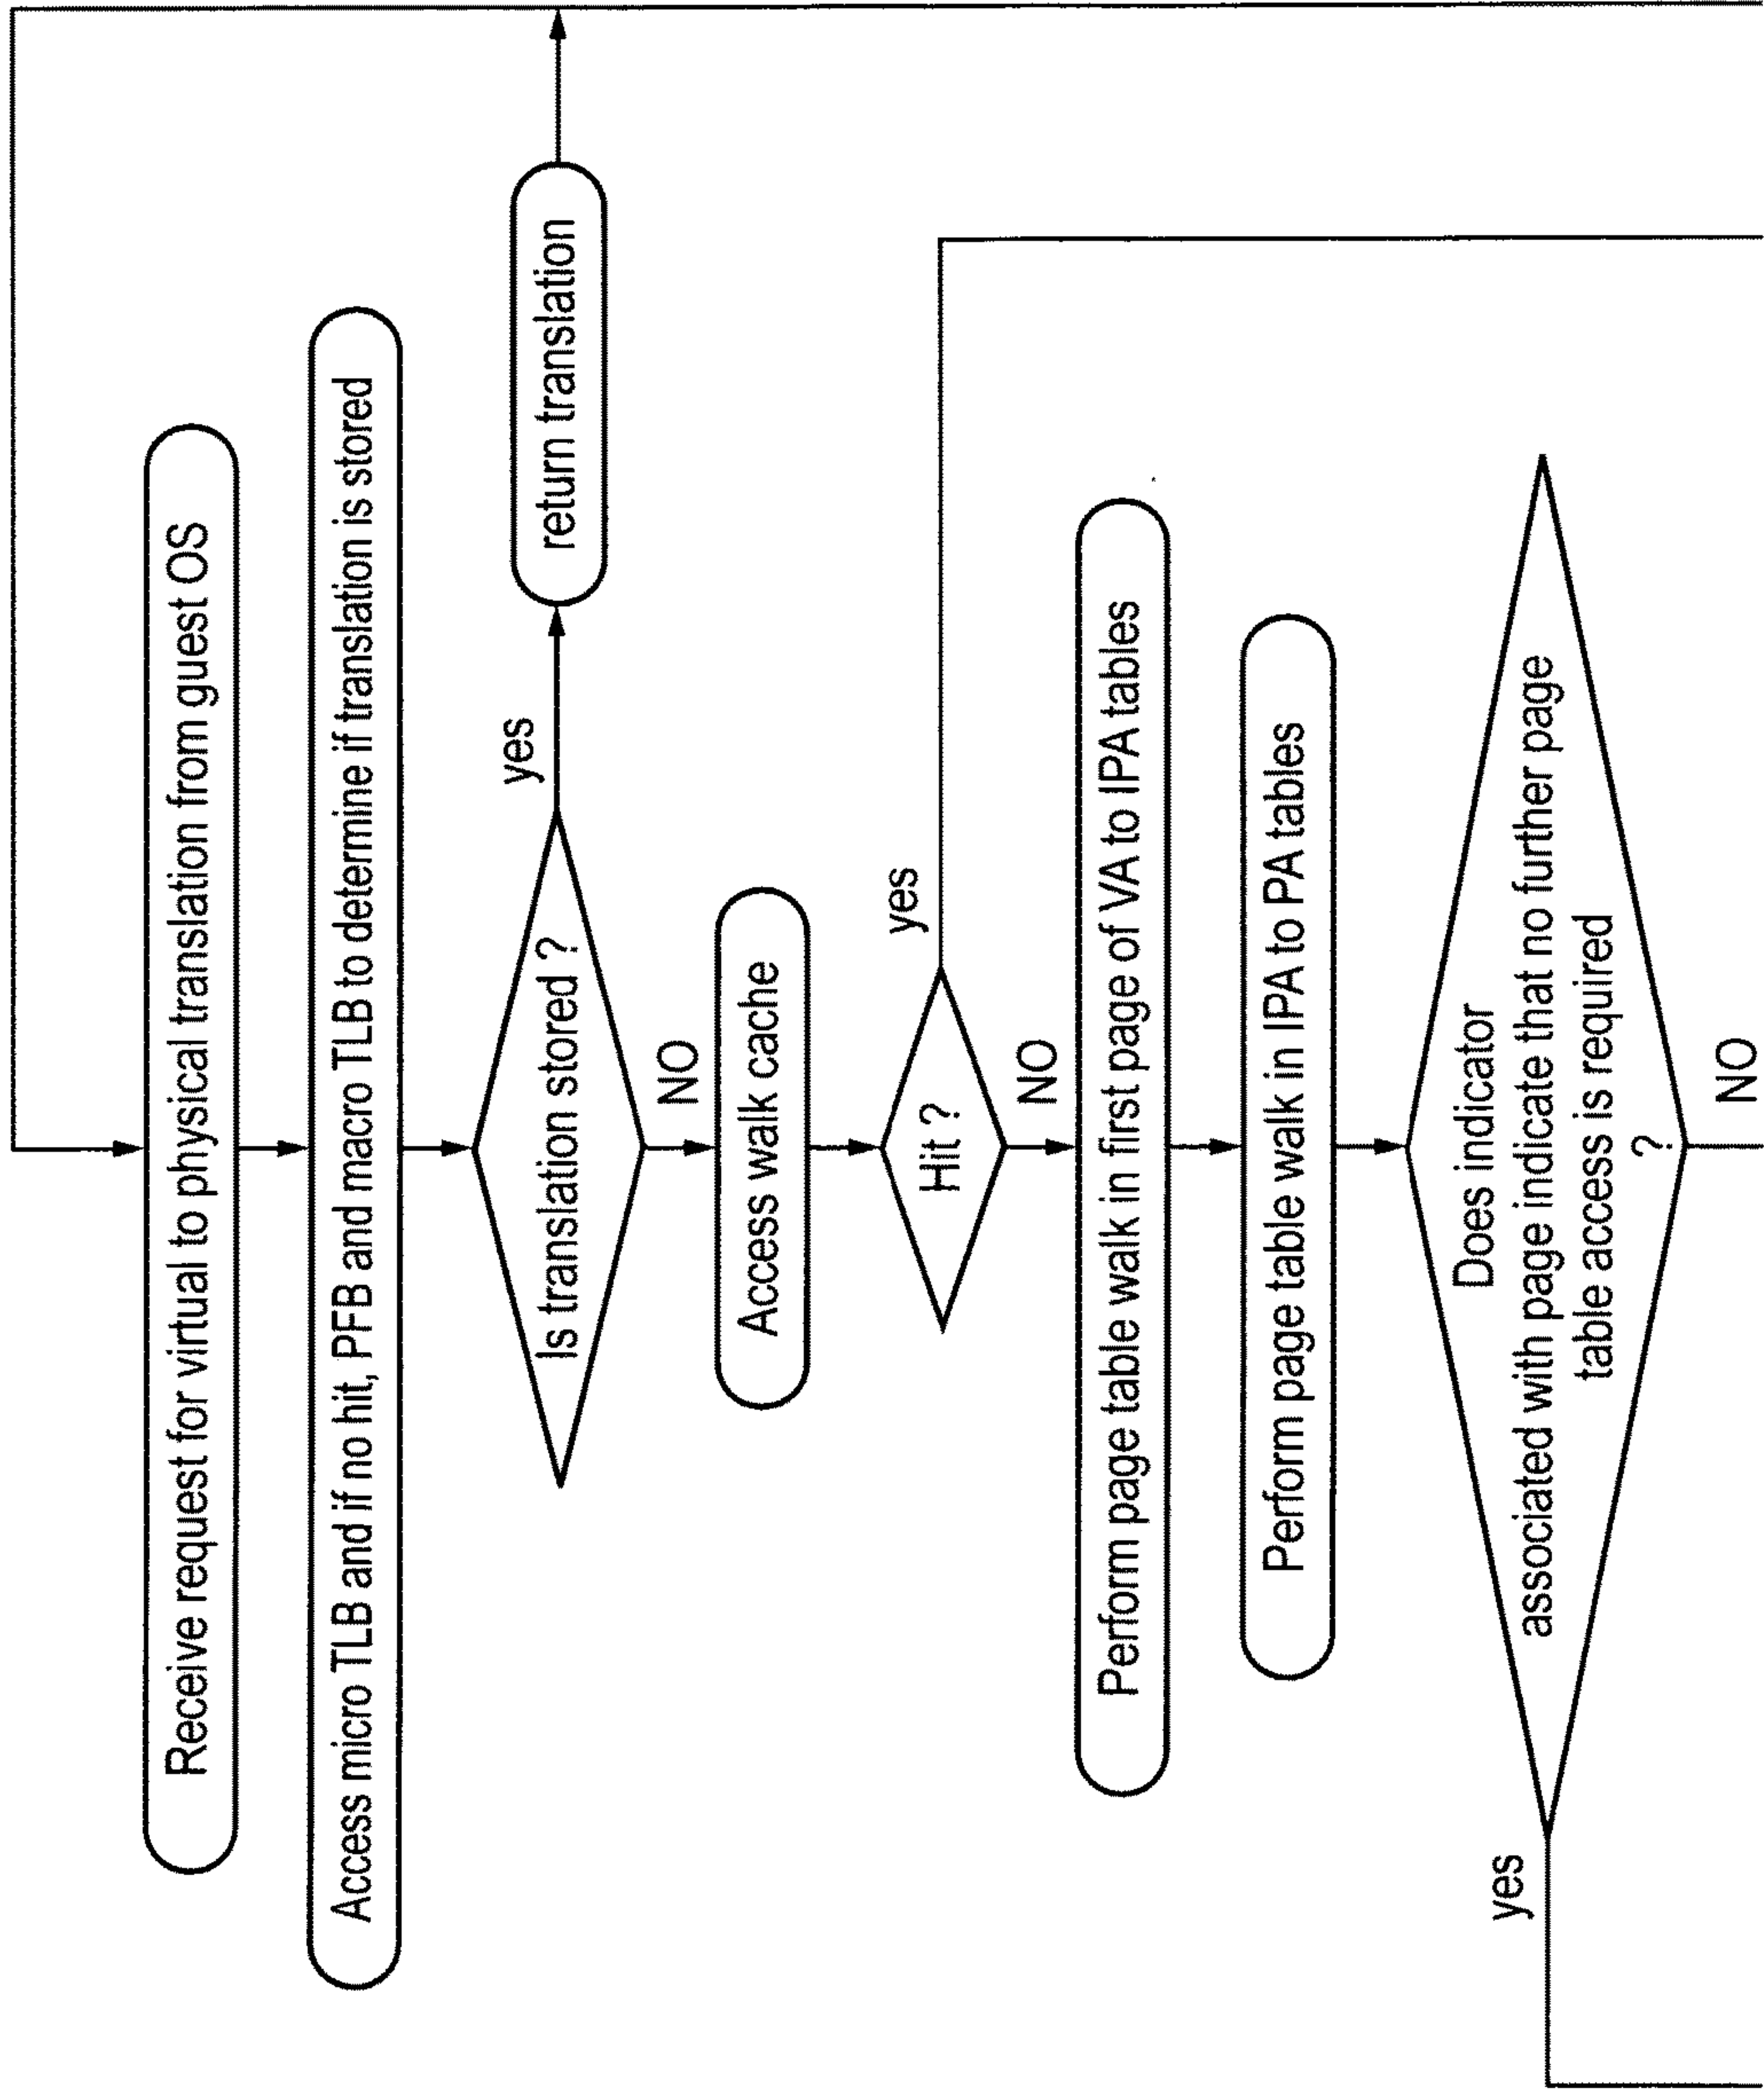 Receive request for virtual to physical translation from guest OS
Access micro TLB and if no hit, PFB and macro TLB to determine if translation is stored
Is translation stored ?
yes
return translation
NO
Access walk cache
Hit ?
yes
NO
Perform page table walk in first page of VA to IPA tables
Perform page table walk in IPA to PA tables
Does indicator
associated with page indicate that no further page
table access is required
?
yes
NO